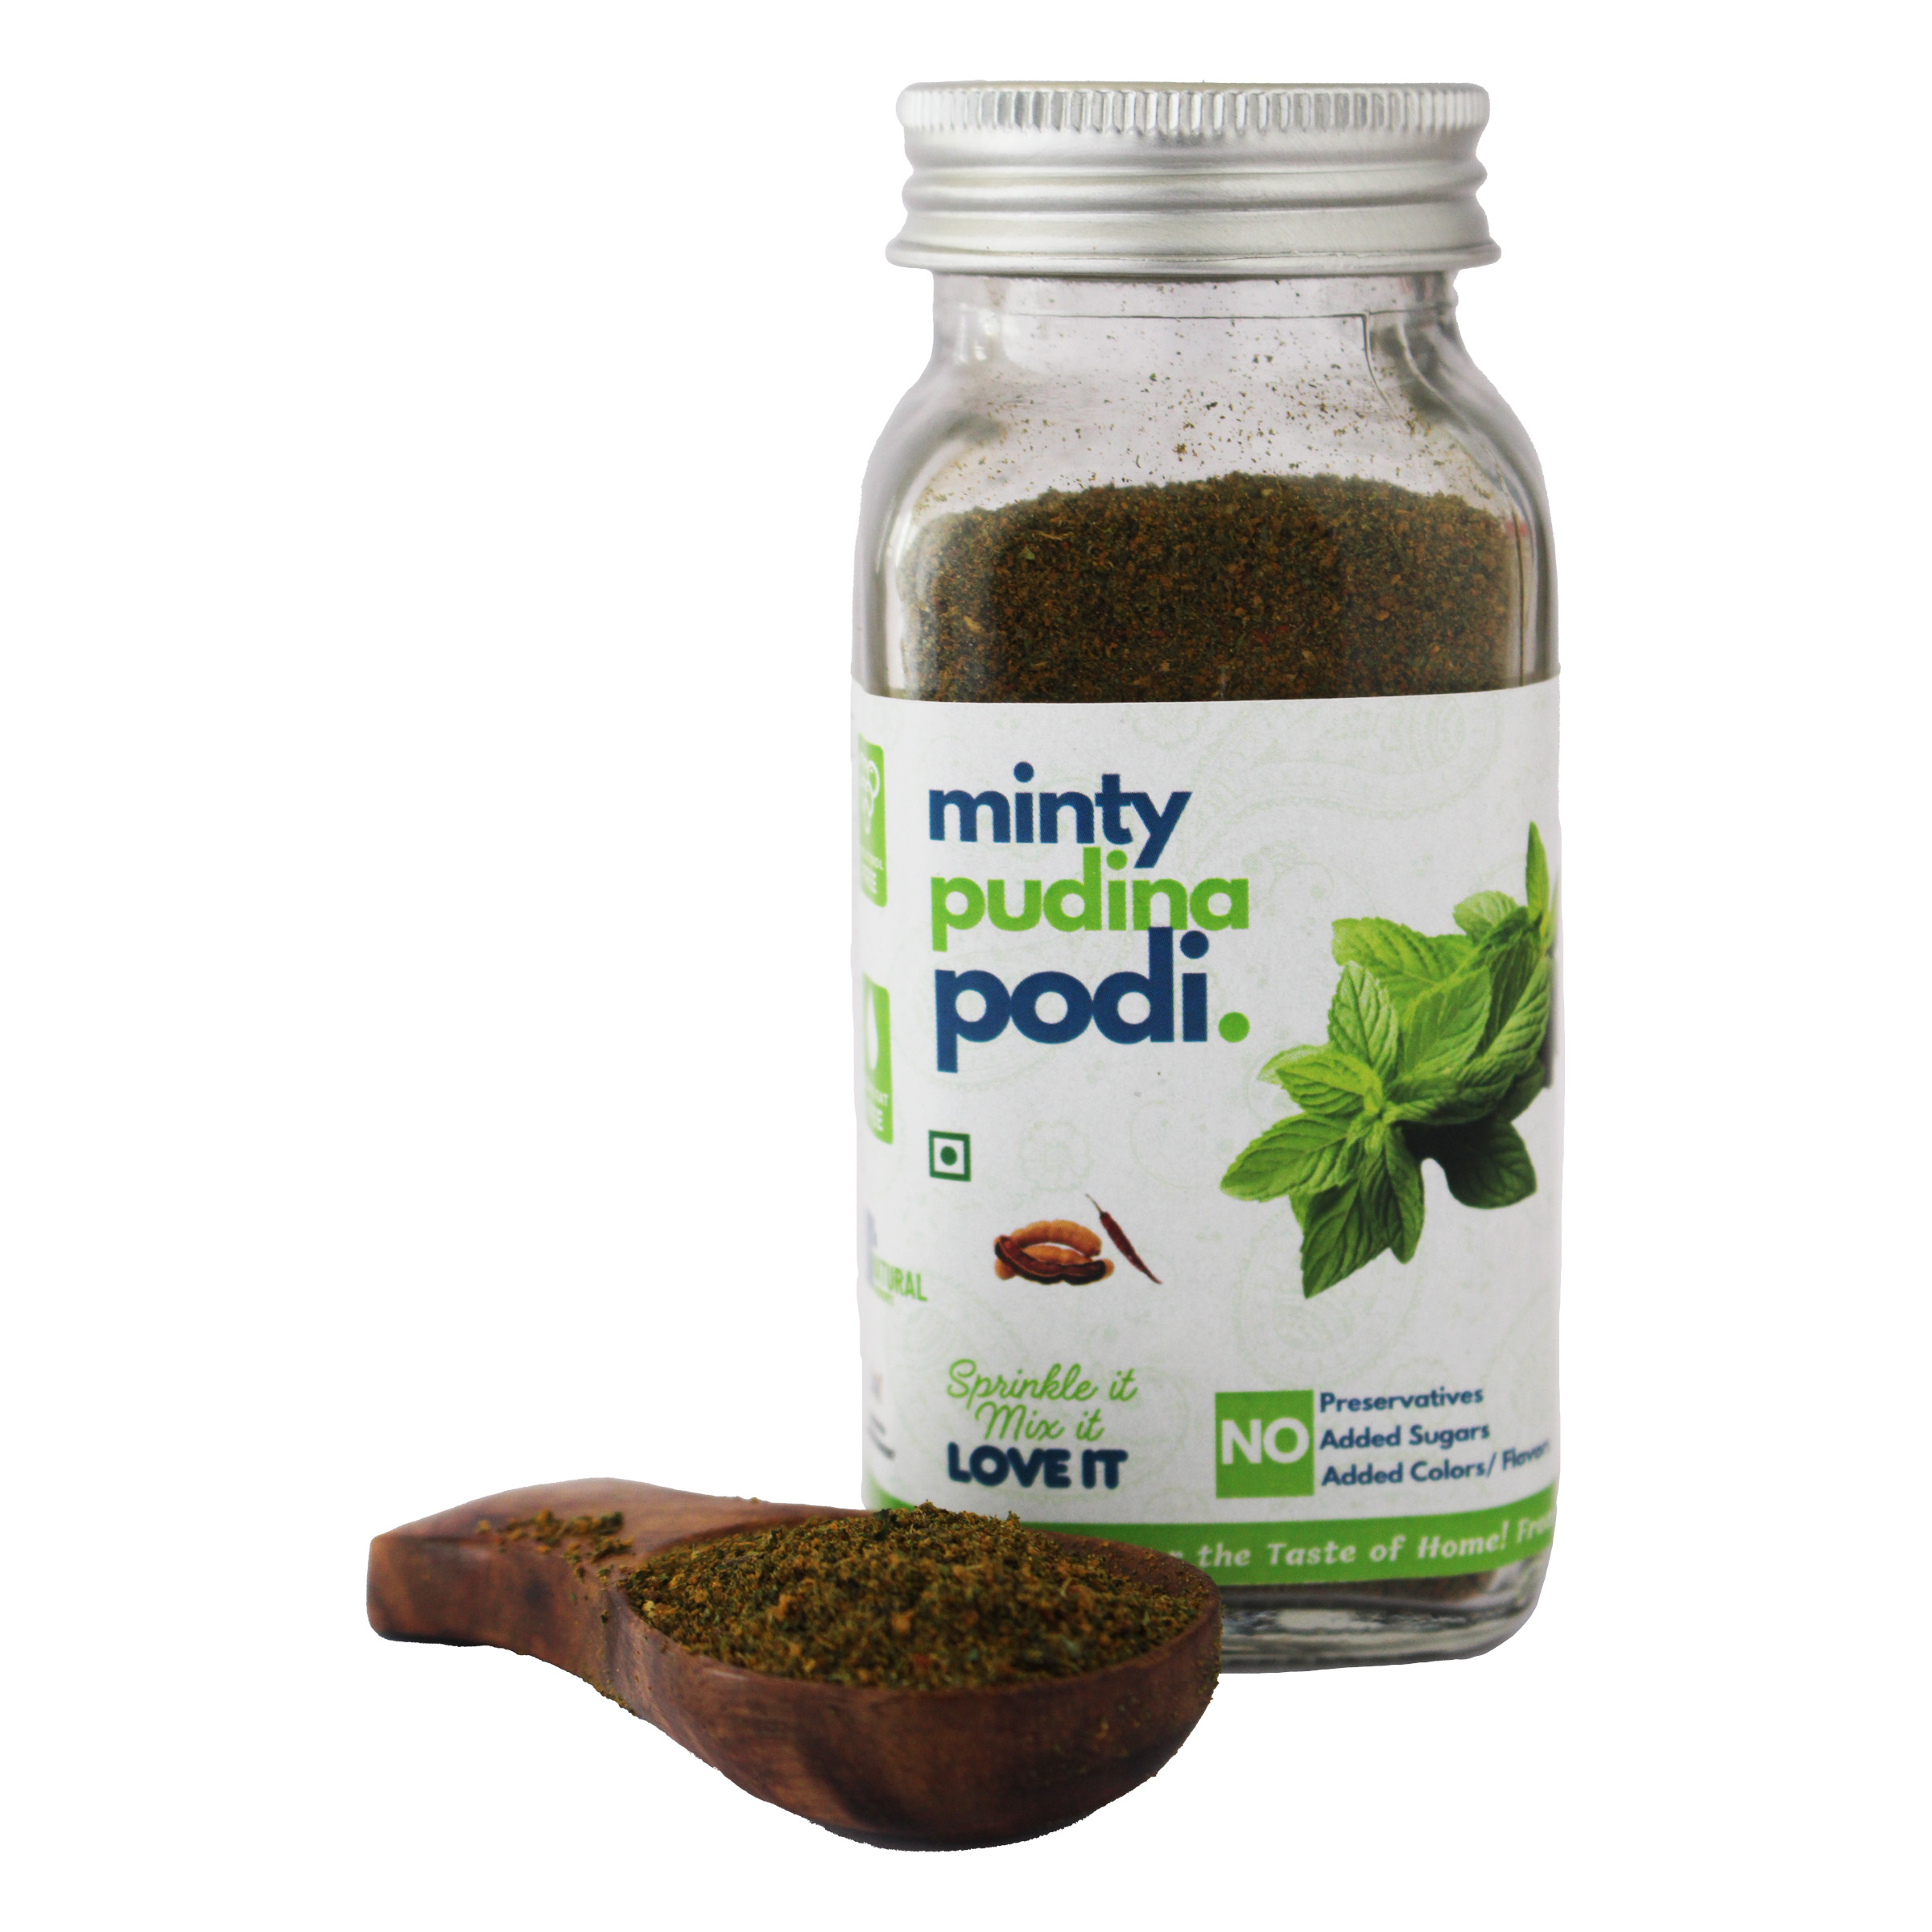 minty
pudina
podi.
Sprinkle it
Mix it
LOVE IT
NO
Preservatives
Added Sugars
Added Colors/
the Taste of Home!